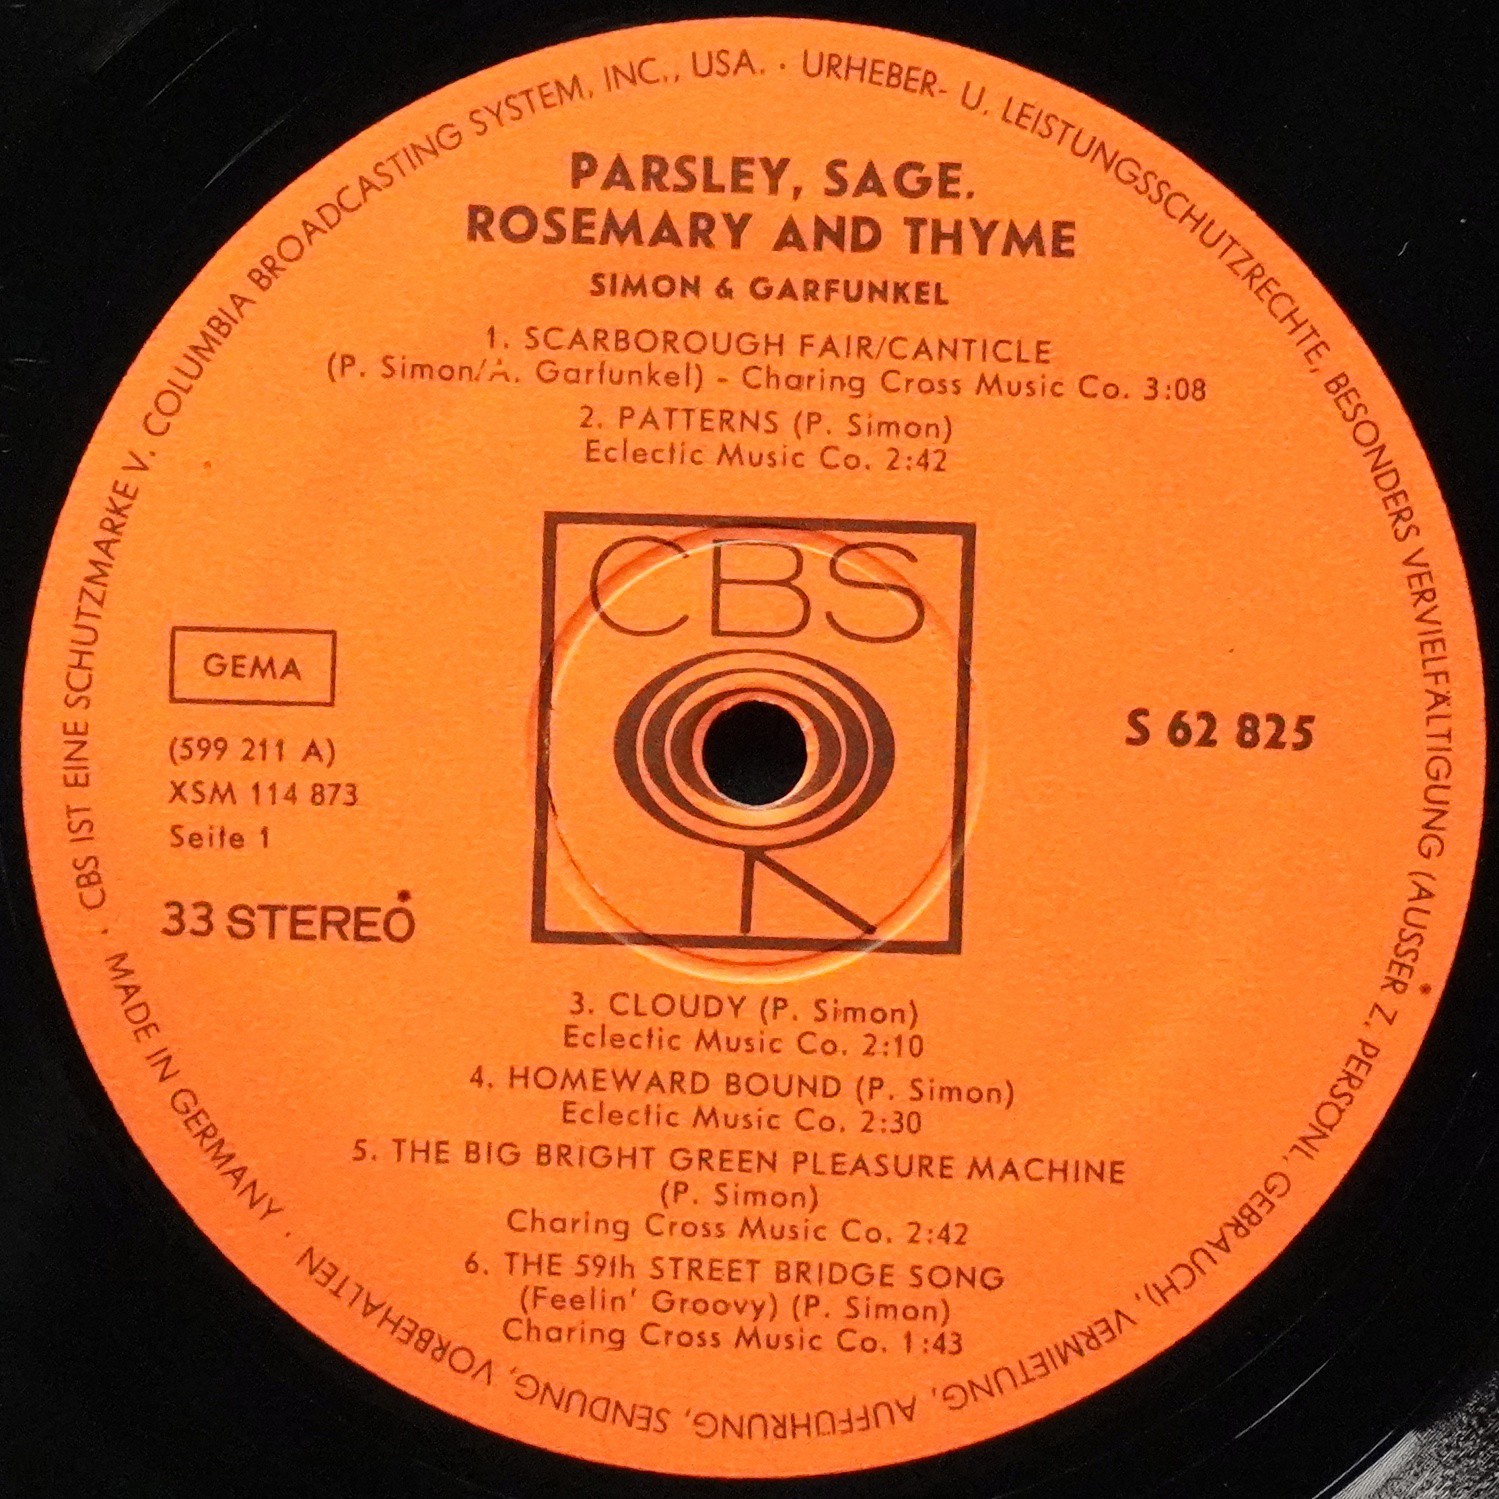 CBS IST EINE SCHUTZMARKE V. COLUMBIA BROADCASTING SYSTEM, INC., USA. · URHEBER- U. LEISTUNGSSCHUTZRECHTE, BESONDERS VERVIELFÄLTIGUNG (AUSSER Z. PERSÖNL. GEBRAUCH), VERMIETUNG, AUFFÜHRUNG, SENDUNG, VORBEHALTEN · MADE IN GERMANY ·
PARSLEY, SAGE.
ROSEMARY AND THYME
SIMON & GARFUNKEL
1. SCARBOROUGH FAIR/CANTICLE
(P. Simon/A. Garfunkel) - Charing Cross Music Co. 3:08
2. PATTERNS (P. Simon)
Eclectic Music Co. 2:42
CBS
GEMA
(599 211 A)
XSM 114 873
Seite 1
33 STEREO
S 62 825
3. CLOUDY (P. Simon)
Eclectic Music Co. 2:10
4. HOMEWARD BOUND (P. Simon)
Eclectic Music Co. 2:30
5. THE BIG BRIGHT GREEN PLEASURE MACHINE
(P. Simon)
Charing Cross Music Co. 2:42
6. THE 59th STREET BRIDGE SONG
(Feelin' Groovy) (P. Simon)
Charing Cross Music Co. 1:43